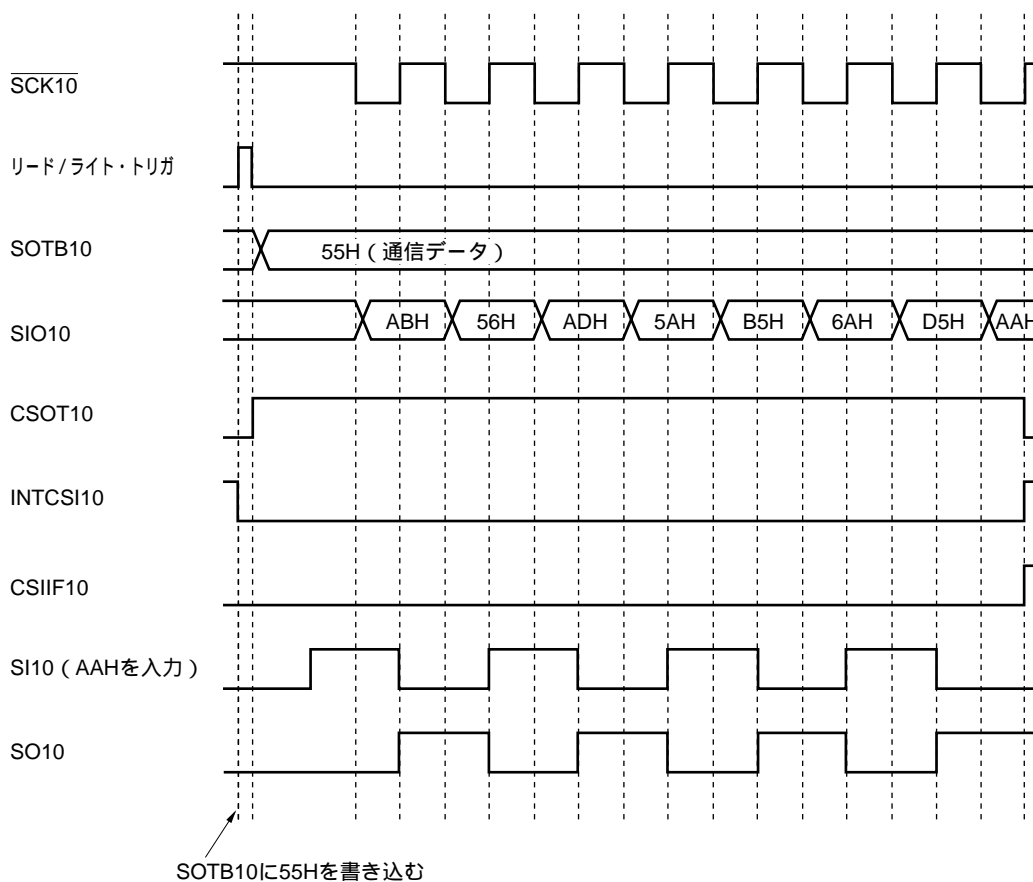 SCK10
リード/ライト・トリガ
SOTB10
55H(通信データ)
SIO10
ABH 56H ADH 5AH B5H 6AH D5H AAH
CSOT10
INTCSI10
CSIIF10
SI10(AAHを入力)
SO10
SOTB10に55Hを書き込む